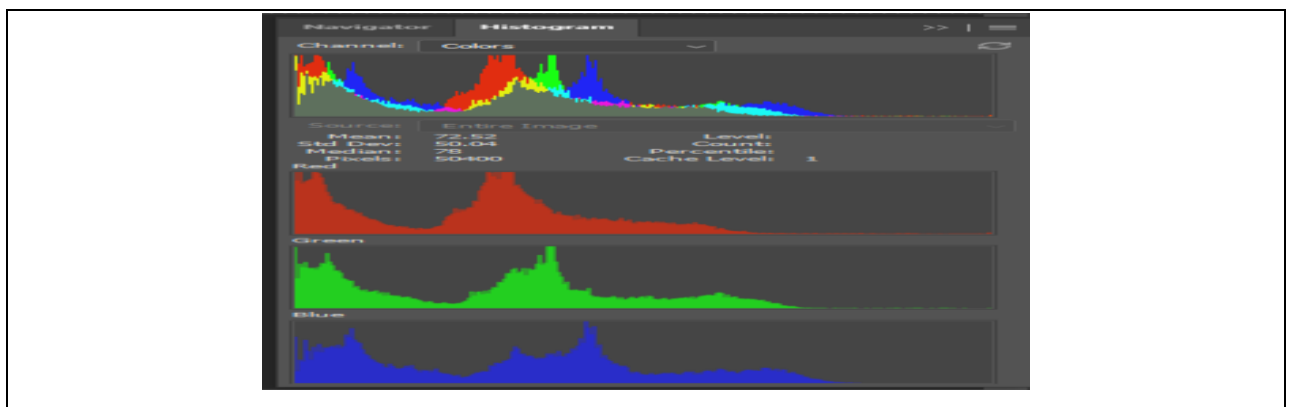 Navigator Histogram >>
Channel: Colors
Source: Entire Image
Mean: 72.52 Level:
Std Dev: 50.04 Count:
Median: 78 Percentile:
Pixels: 50400 Cache Level: 1
Red
Green
Blue